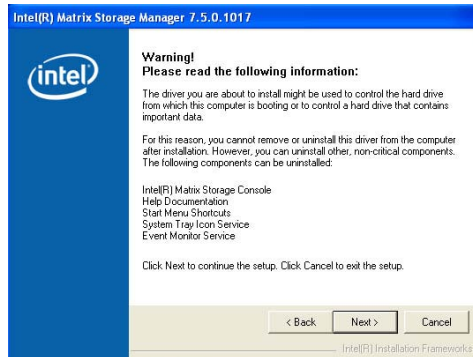 Intel(R) Matrix Storage Manager 7.5.0.1017
intel
Warning!
Please read the following information:
The driver you are about to install might be used to control the hard drive
from which this computer is booting or to control a hard drive that contains
important data.
For this reason, you cannot remove or uninstall this driver from the computer
after installation. However, you can uninstall other, non-critical components.
The following components can be uninstalled:
Intel(R) Matrix Storage Console
Help Documentation
Start Menu Shortcuts
System Tray Icon Service
Event Monitor Service
Click Next to continue the setup. Click Cancel to exit the setup.
< Back Next > Cancel
Intel(R) Installation Frameworks